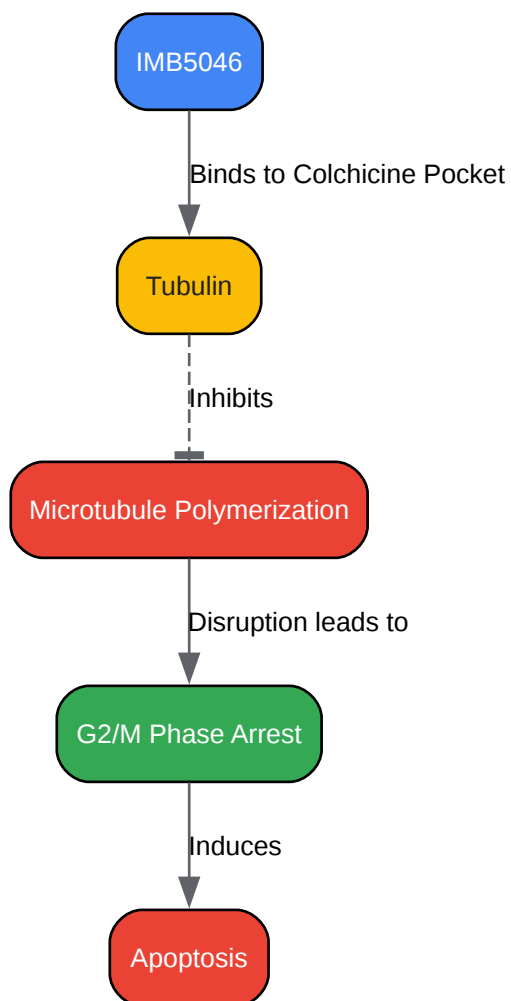 IMB5046
Binds to Colchicine Pocket
Tubulin
Inhibits
Microtubule Polymerization
Disruption leads to
G2/M Phase Arrest
Induces
Apoptosis